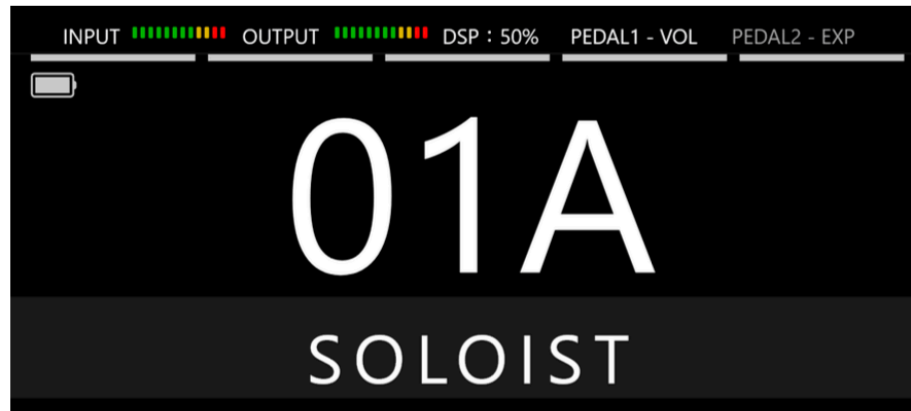 INPUT OUTPUT DSP : 50% PEDAL1 - VOL PEDAL2 - EXP
01A
SOLOIST